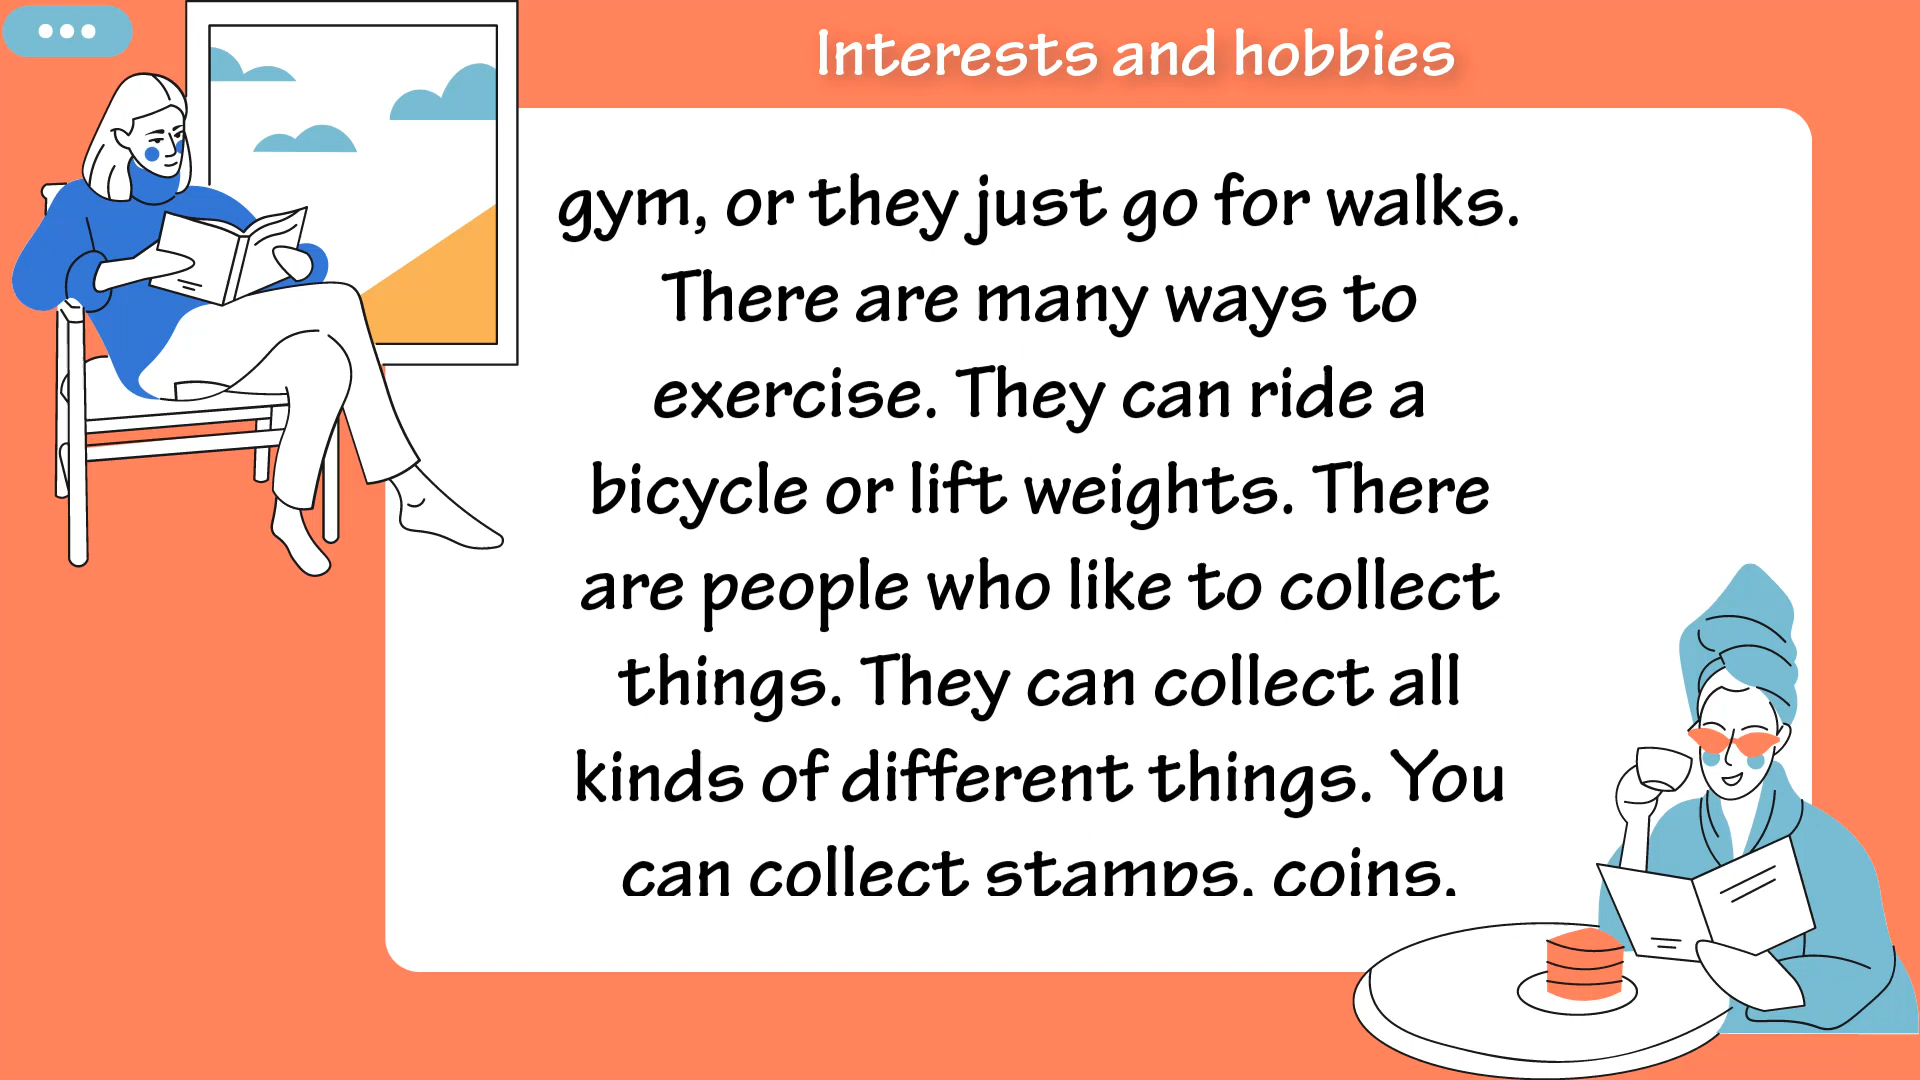 Interests and hobbies
gym, or they just go for walks.
There are many ways to
exercise. They can ride a
bicycle or lift weights. There
are people who like to collect
things. They can collect all
kinds of different things. You
can collect stamps, coins,